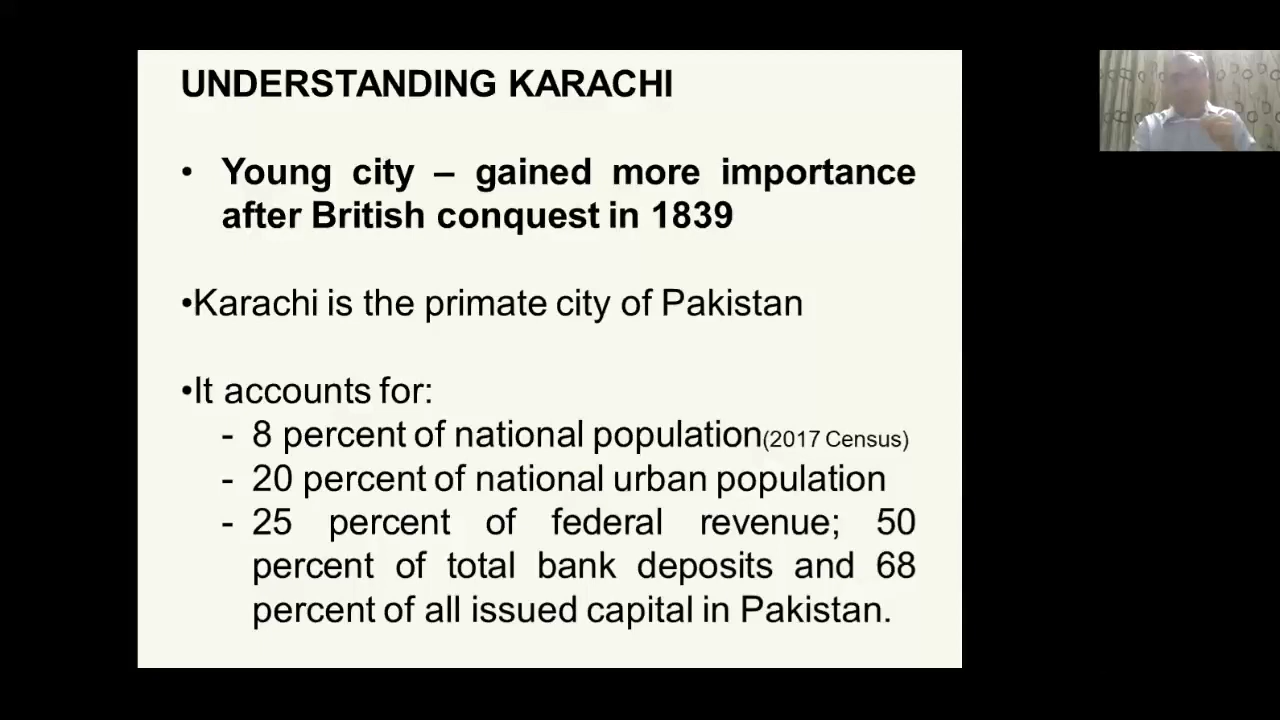 UNDERSTANDING KARACHI
• Young city – gained more importance
after British conquest in 1839
•Karachi is the primate city of Pakistan
•It accounts for:
- 8 percent of national population(2017 Census)
- 20 percent of national urban population
- 25 percent of federal revenue; 50
percent of total bank deposits and 68
percent of all issued capital in Pakistan.